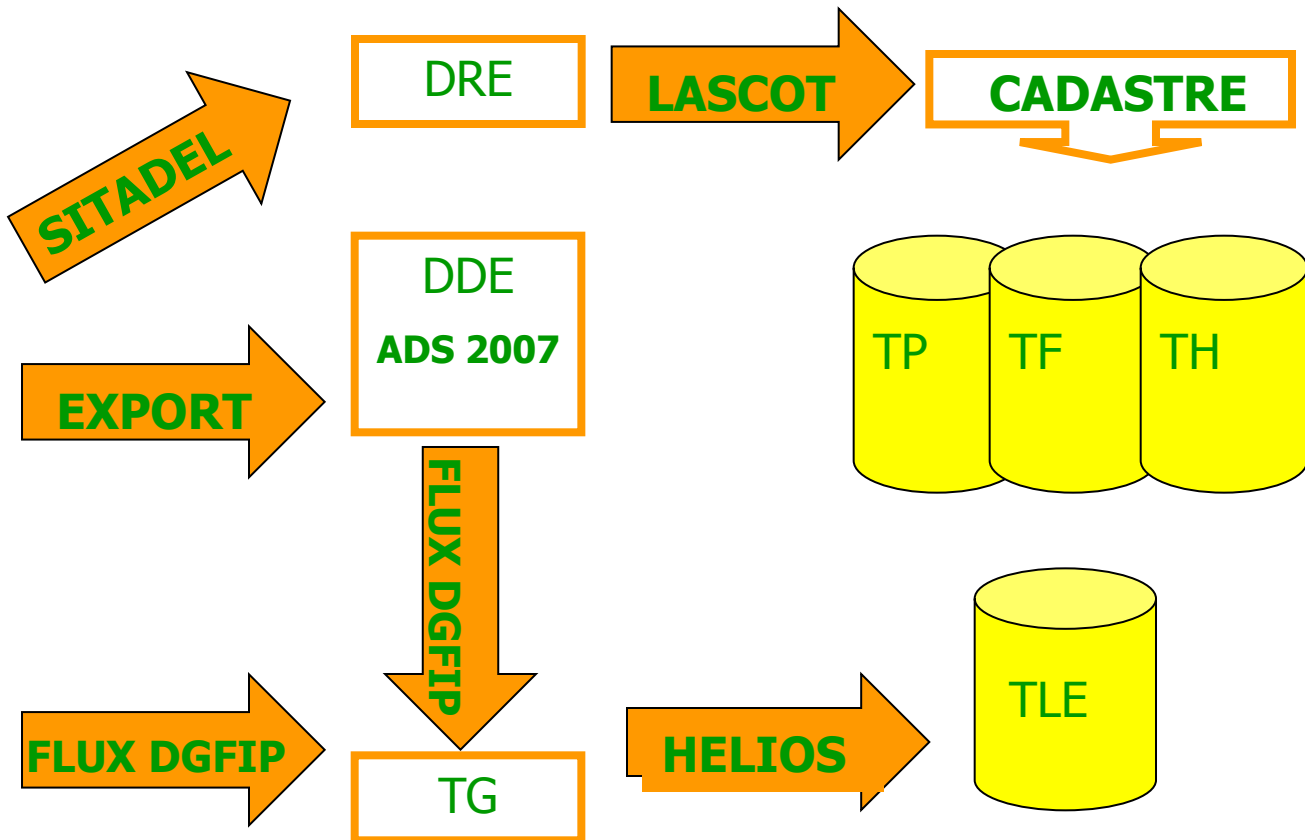 DRE
LASCOT
CADASTRE
SITADEL
DDE
ADS 2007
EXPORT
TP
TF
TH
FLUX DGFIP
TLE
FLUX DGFIP
HELIOS
TG